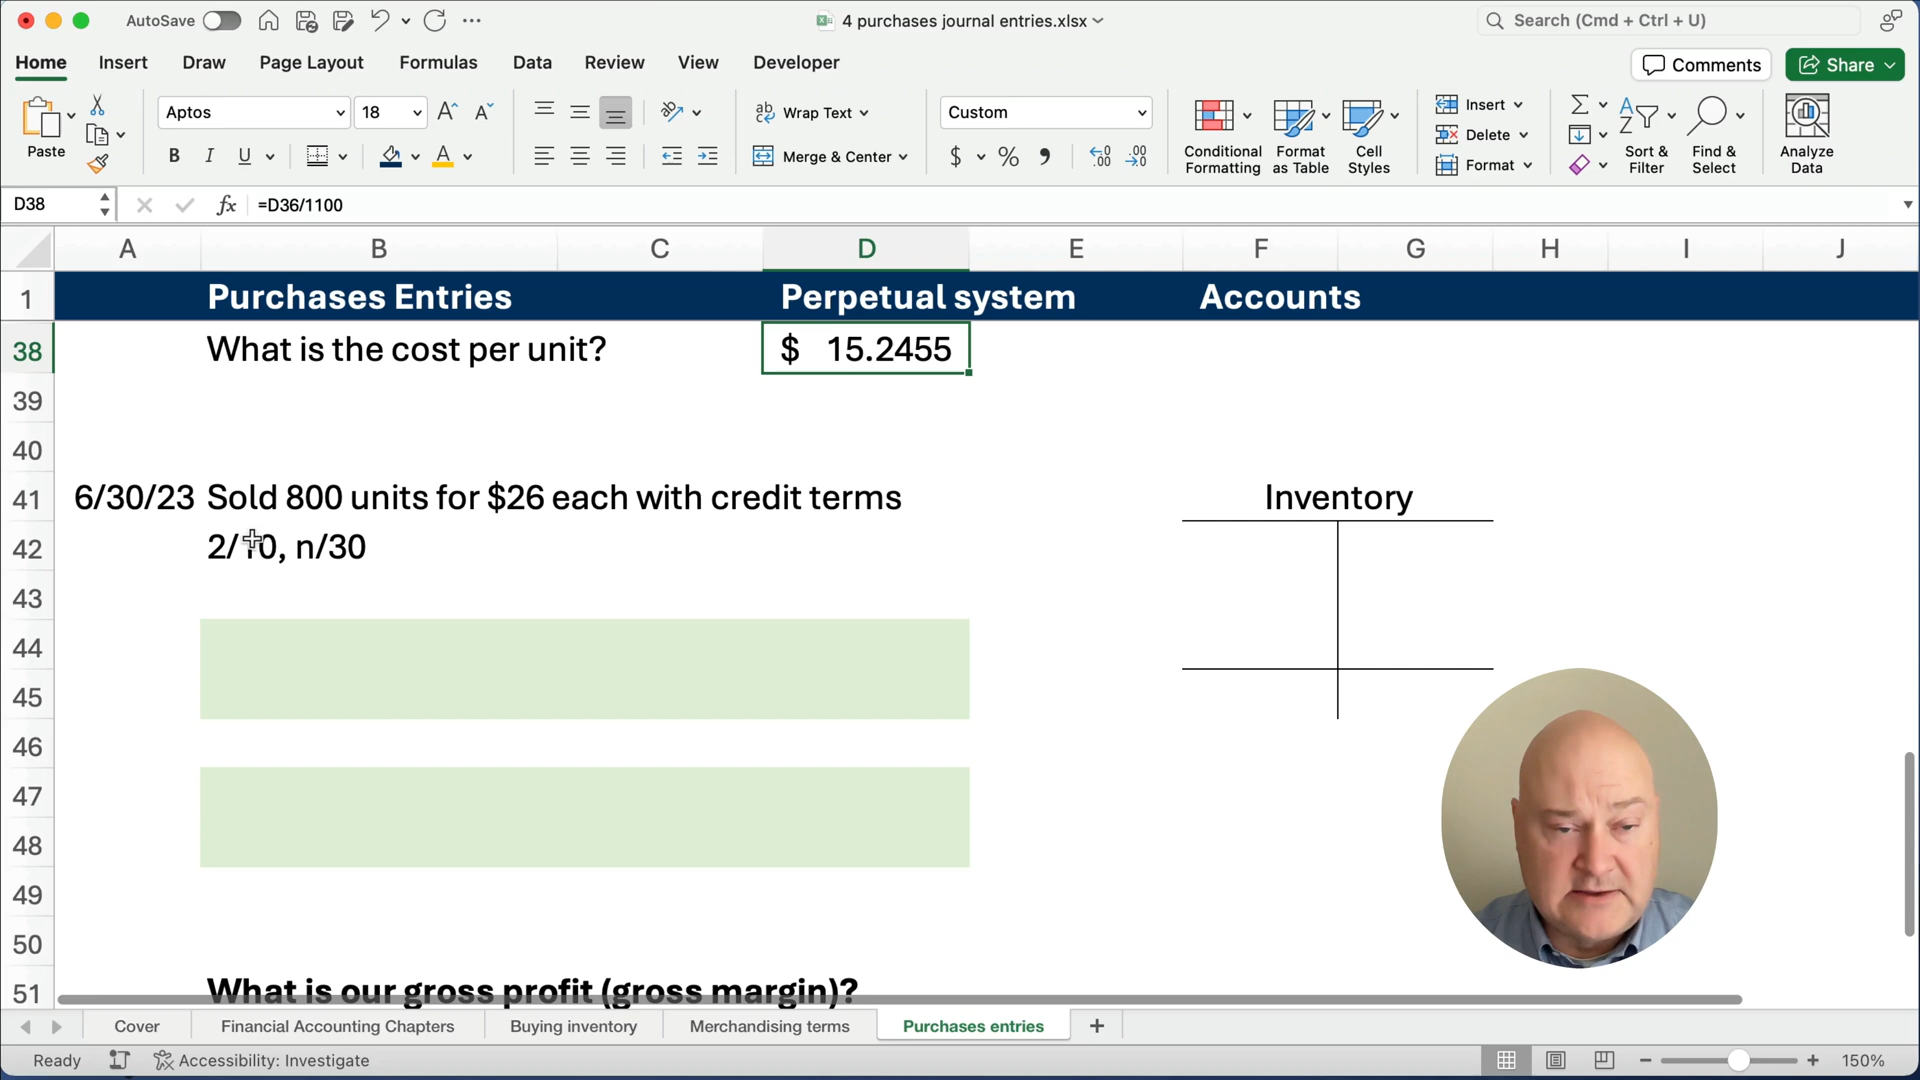 AutoSave
4 purchases journal entries.xlsx
Search (Cmd + Ctrl + U)
Home Insert Draw Page Layout Formulas Data Review View Developer
Comments Share
Paste
Aptos 18
B I U
Wrap Text
Merge & Center
Custom
$ % ,
Conditional Formatting
Format as Table
Cell Styles
Insert
Delete
Format
Sort & Filter
Find & Select
Analyze Data
D38 fx =D36/1100
A B C D E F G H I J
1 Purchases Entries Perpetual system Accounts
38 What is the cost per unit? $ 15.2455
39
40
41 6/30/23 Sold 800 units for $26 each with credit terms Inventory
42 2/10, n/30
43
44
45
46
47
48
49
50
51 What is our gross profit (gross margin)?
Cover Financial Accounting Chapters Buying inventory Merchandising terms Purchases entries +
Ready Accessibility: Investigate 150%